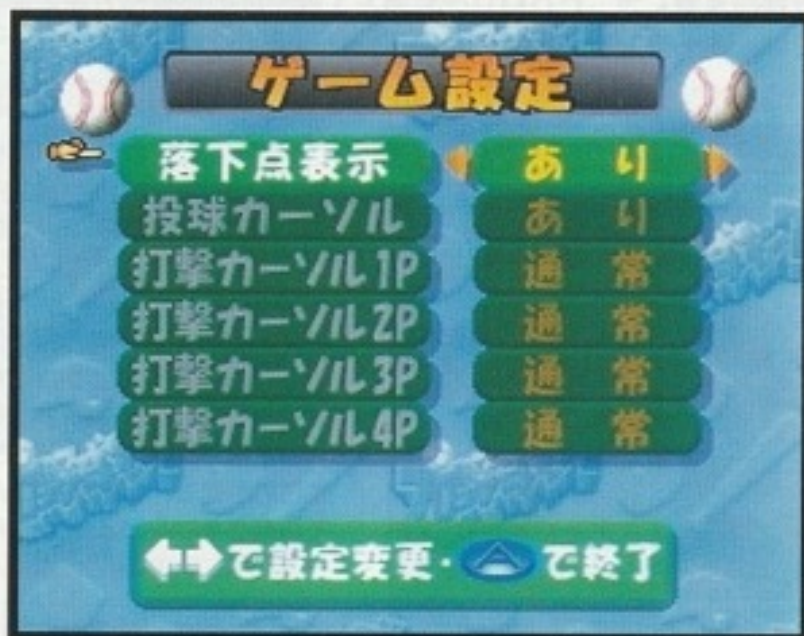 ゲーム設定
落下点表示 あり
投球カーソル あり
打撃カーソル1P 通常
打撃カーソル2P 通常
打撃カーソル3P 通常
打撃カーソル4P 通常
で設定変更・で終了